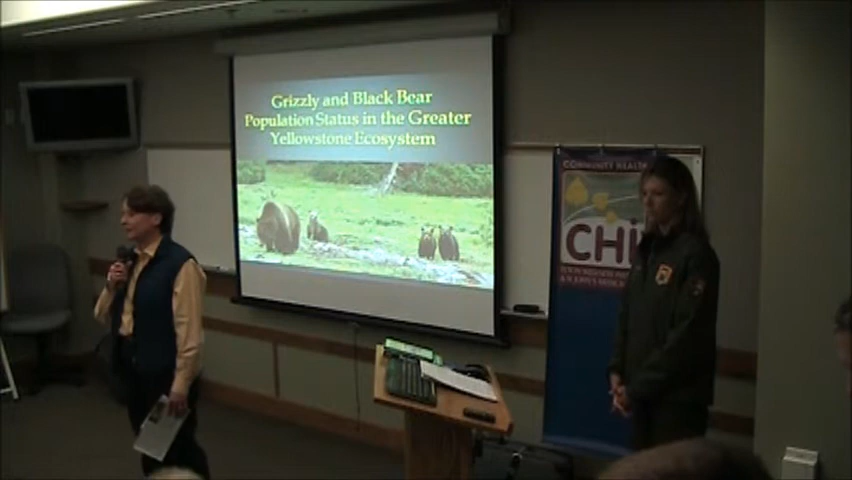 Grizzly and Black Bear
Population Status in the Greater
Yellowstone Ecosystem
COMMUNITY HEALTH
CHi